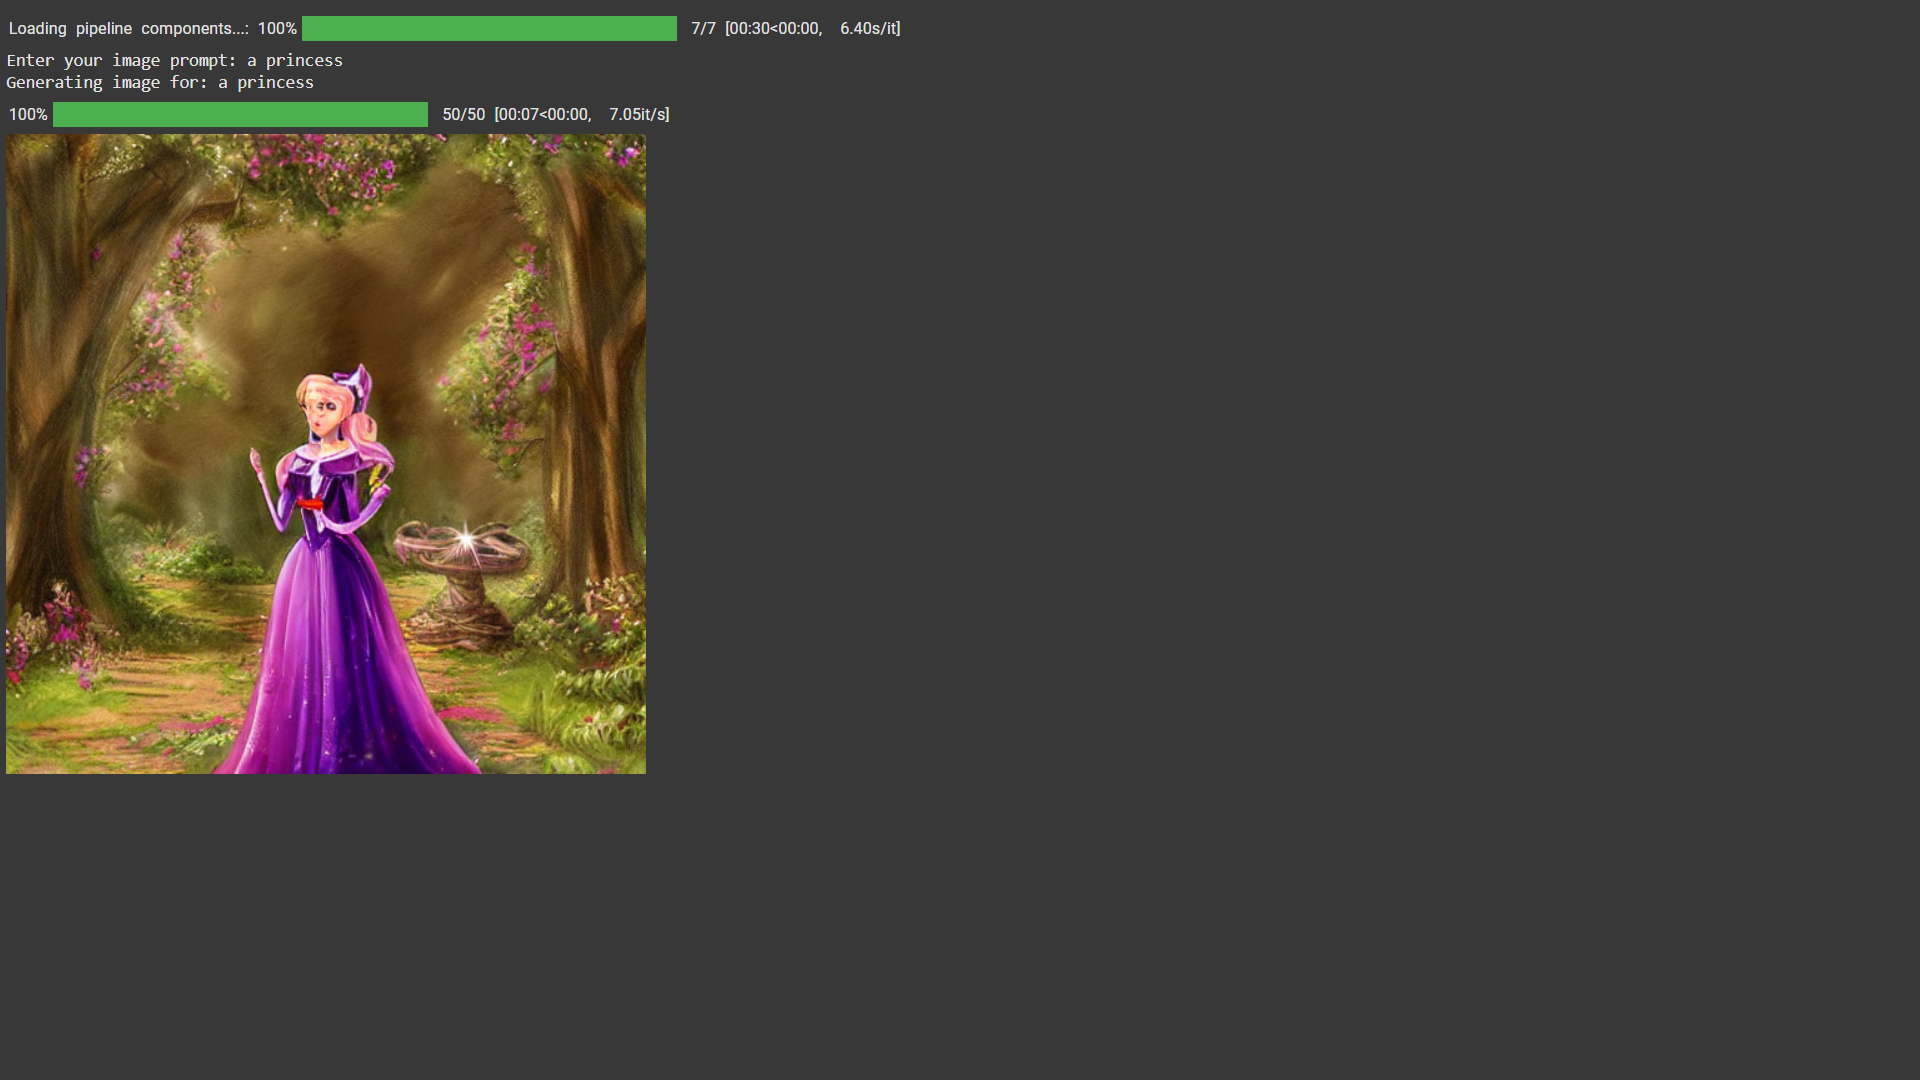 Loading pipeline components...: 100% 7/7 [00:30<00:00, 6.40s/it]
Enter your image prompt: a princess
Generating image for: a princess
100% 50/50 [00:07<00:00, 7.05it/s]